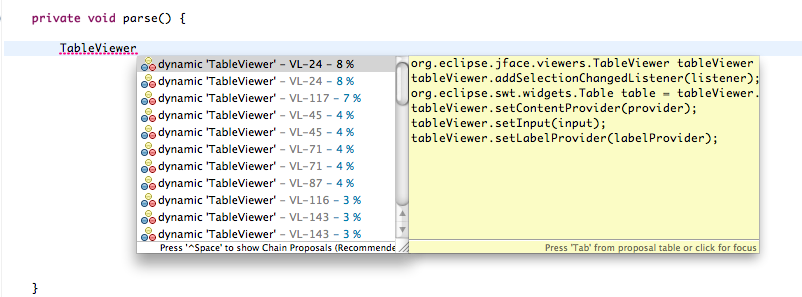 private void parse() {
TableViewer
dynamic 'TableViewer' – VL-24 – 8 %
dynamic 'TableViewer' – VL-24 – 8 %
dynamic 'TableViewer' – VL-117 – 7 %
dynamic 'TableViewer' – VL-45 – 4 %
dynamic 'TableViewer' – VL-45 – 4 %
dynamic 'TableViewer' – VL-71 – 4 %
dynamic 'TableViewer' – VL-71 – 4 %
dynamic 'TableViewer' – VL-87 – 4 %
dynamic 'TableViewer' – VL-116 – 3 %
dynamic 'TableViewer' – VL-143 – 3 %
dynamic 'TableViewer' – VL-143 – 3 %
Press '^Space' to show Chain Proposals (Recommende
org.eclipse.jface.viewers.TableViewer tableViewer
tableViewer.addSelectionChangedListener(listener);
org.eclipse.swt.widgets.Table table = tableViewer.
tableViewer.setContentProvider(provider);
tableViewer.setInput(input);
tableViewer.setLabelProvider(labelProvider);
Press 'Tab' from proposal table or click for focus
}